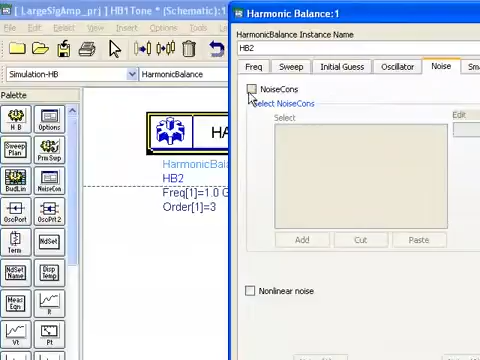 [ LargeSigAmp_prj ] HB1Tone * (Schematic):1
Harmonic Balance:1
File Edit Select View Insert Options
HarmonicBalance Instance Name
HB2
Simulation-HB
HarmonicBalance
Freq Sweep Initial Guess Oscillator Noise
Palette
NoiseCons
Select NoiseCons
Select
Edit
Add Cut Paste
Nonlinear noise
H B
Options
Sweep Plan
Prm Swp
BudLin
NoiseCon
OscPort
OscPrt2
Term
NdSet
NdSet Name
Disp Temp
Meas Eqn
R
Vt
Pt
HA
HarmonicBalan
HB2
Freq[1]=1.0 G
Order[1]=3